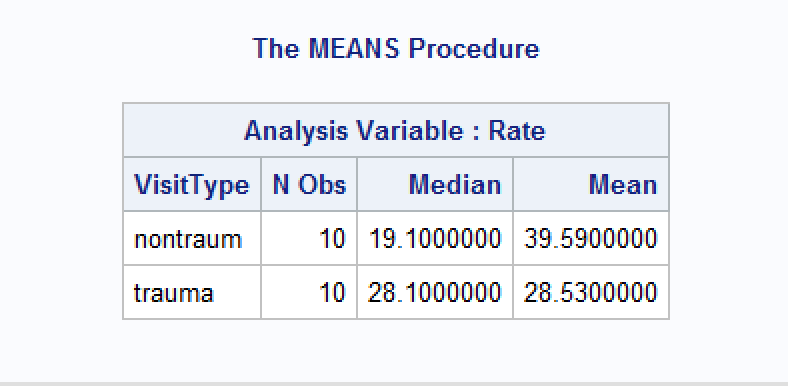 The MEANS Procedure
Analysis Variable : Rate
VisitType N Obs Median Mean
nontraum 10 19.1000000 39.5900000
trauma 10 28.1000000 28.5300000